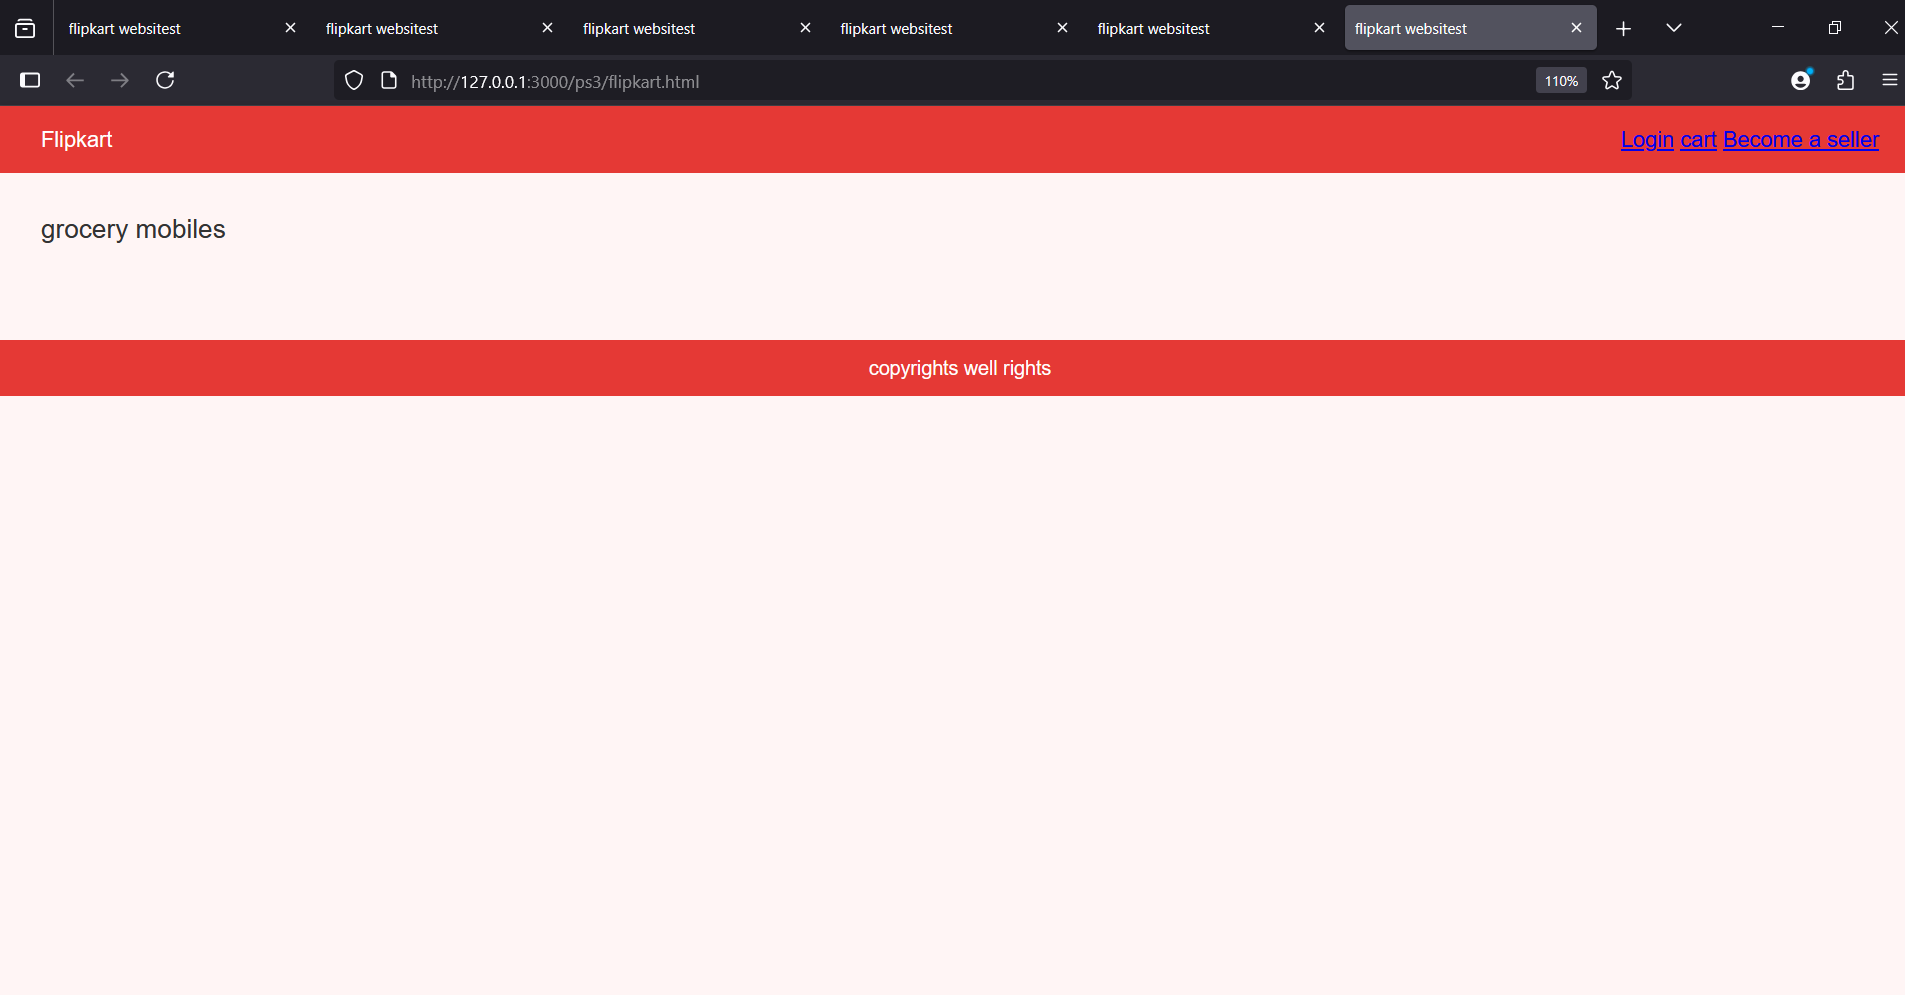 flipkart websitest flipkart websitest flipkart websitest flipkart websitest flipkart websitest flipkart websitest
http://127.0.0.1:3000/ps3/flipkart.html 110%
Flipkart Login cart Become a seller
grocery mobiles
copyrights well rights